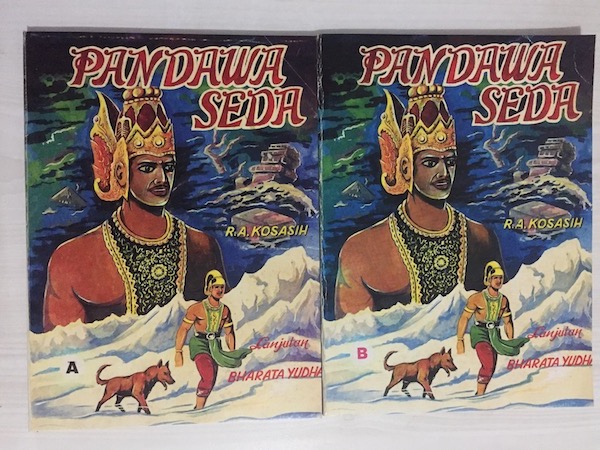 PANDAWA
SEDA
R.A. KOSASIH
Lanjutan
BHARATA YUDHA
A
PANDAWA
SEDA
R.A. KOSASIH
Lanjutan
BHARATA YUDHA
B